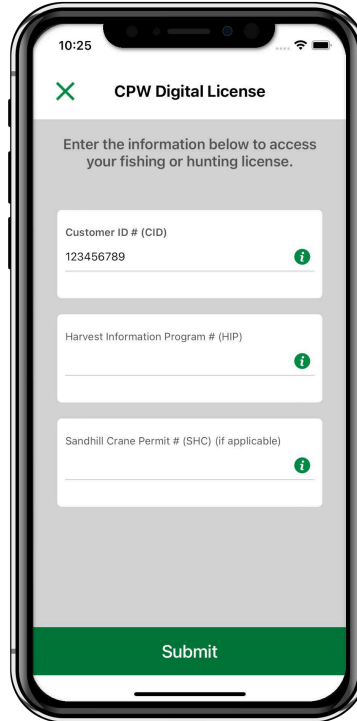 10:25
CPW Digital License
Enter the information below to access
your fishing or hunting license.
Customer ID # (CID)
123456789
Harvest Information Program # (HIP)
Sandhill Crane Permit # (SHC) (if applicable)
Submit